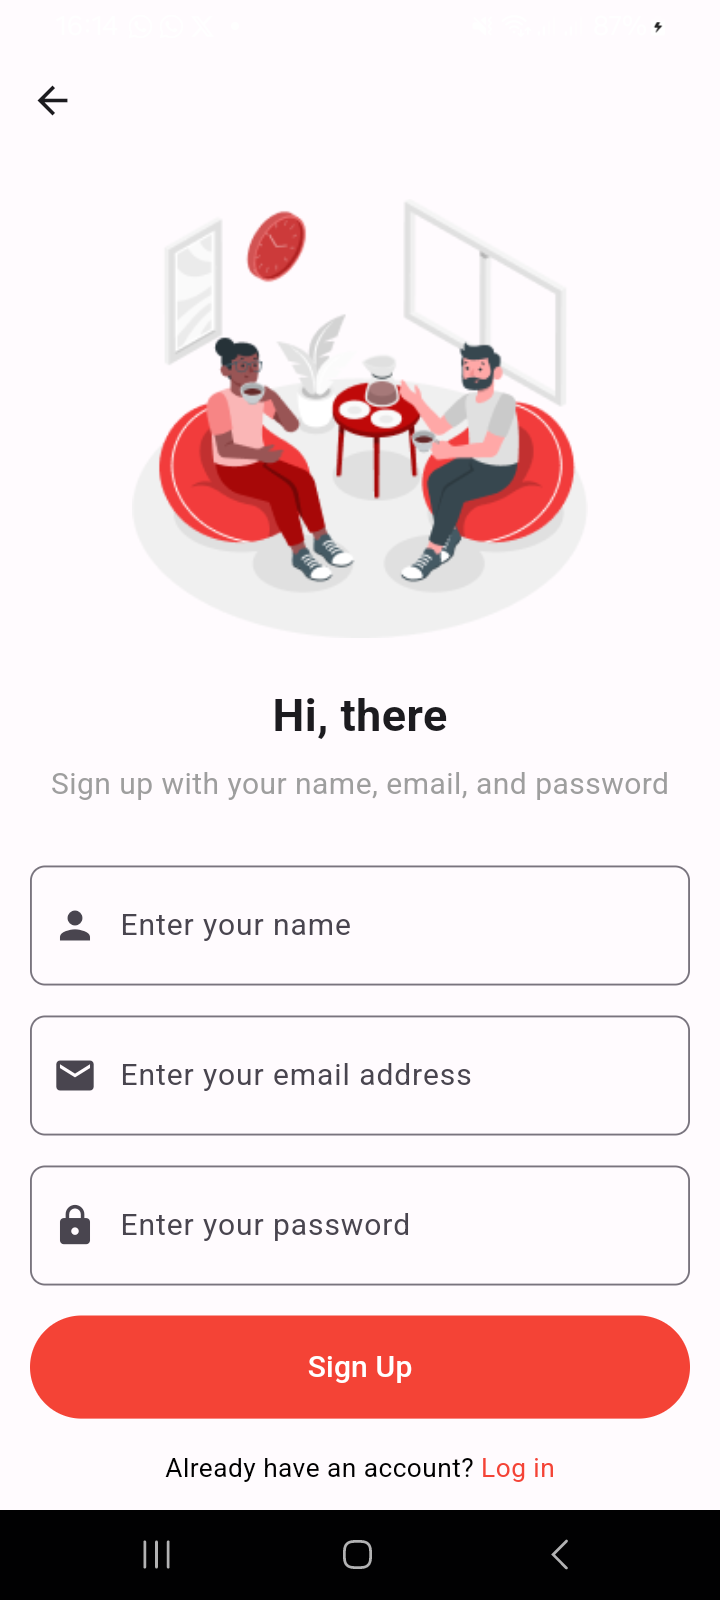 Hi, there
Sign up with your name, email, and password
Enter your name
Enter your email address
Enter your password
Sign Up
Already have an account? Log in